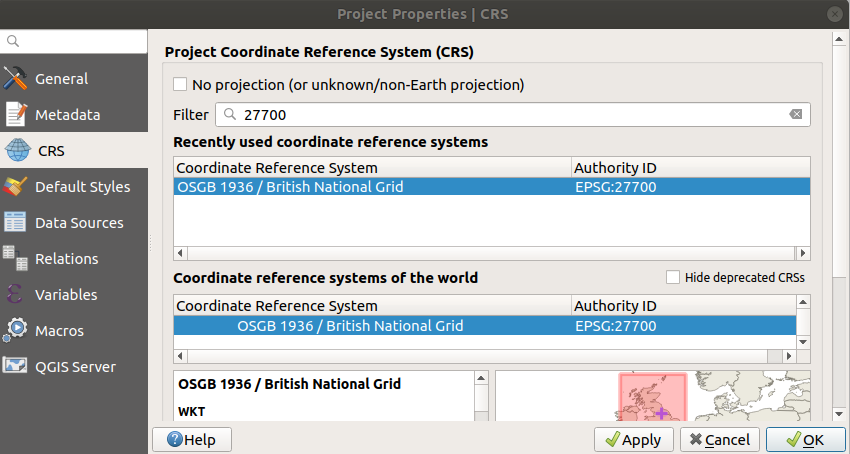 Project Properties | CRS
General
Metadata
CRS
Default Styles
Data Sources
Relations
Variables
Macros
QGIS Server
Project Coordinate Reference System (CRS)
No projection (or unknown/non-Earth projection)
Filter 27700
Recently used coordinate reference systems
Coordinate Reference System Authority ID
OSGB 1936 / British National Grid EPSG:27700
Coordinate reference systems of the world Hide deprecated CRSs
Coordinate Reference System Authority ID
OSGB 1936 / British National Grid EPSG:27700
OSGB 1936 / British National Grid
WKT
Help Apply Cancel OK